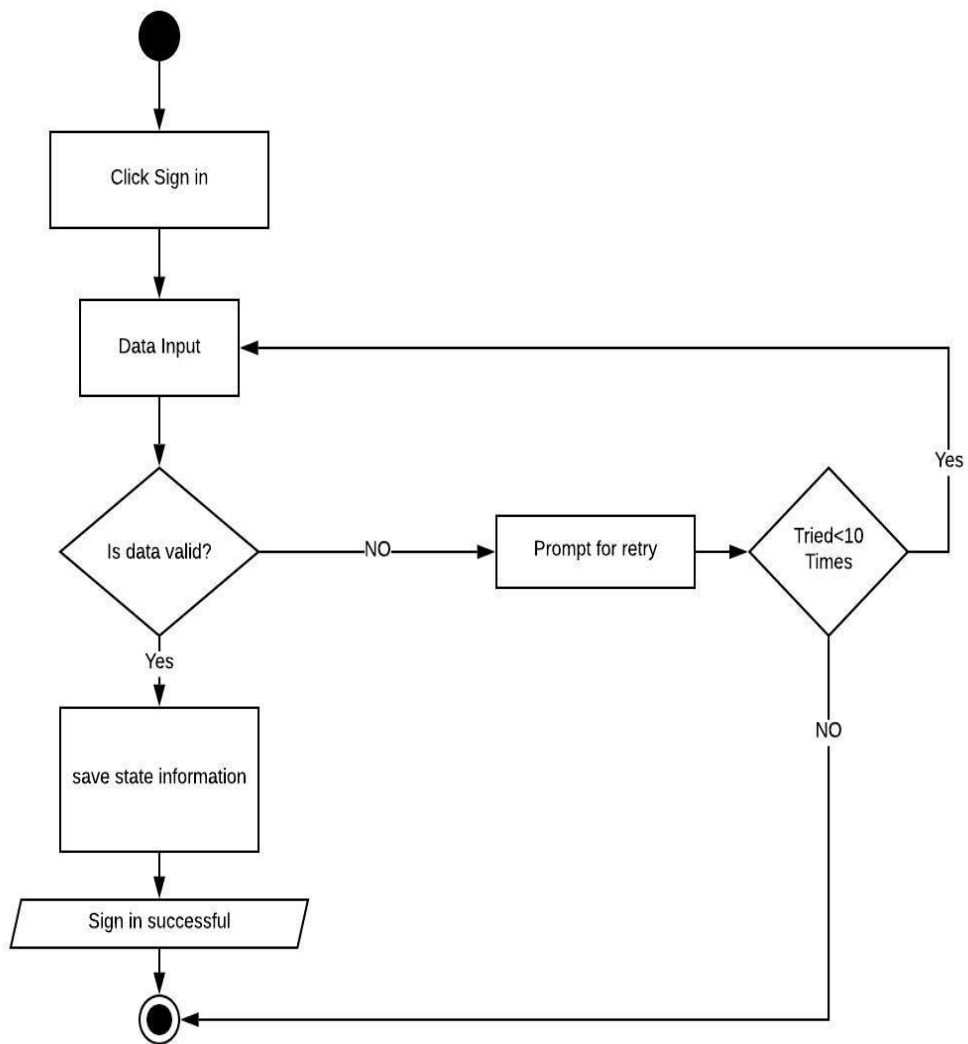 Click Sign in
Data Input
Yes
Is data valid?
NO
Prompt for retry
Tried<10
Times
Yes
NO
save state information
Sign in successful